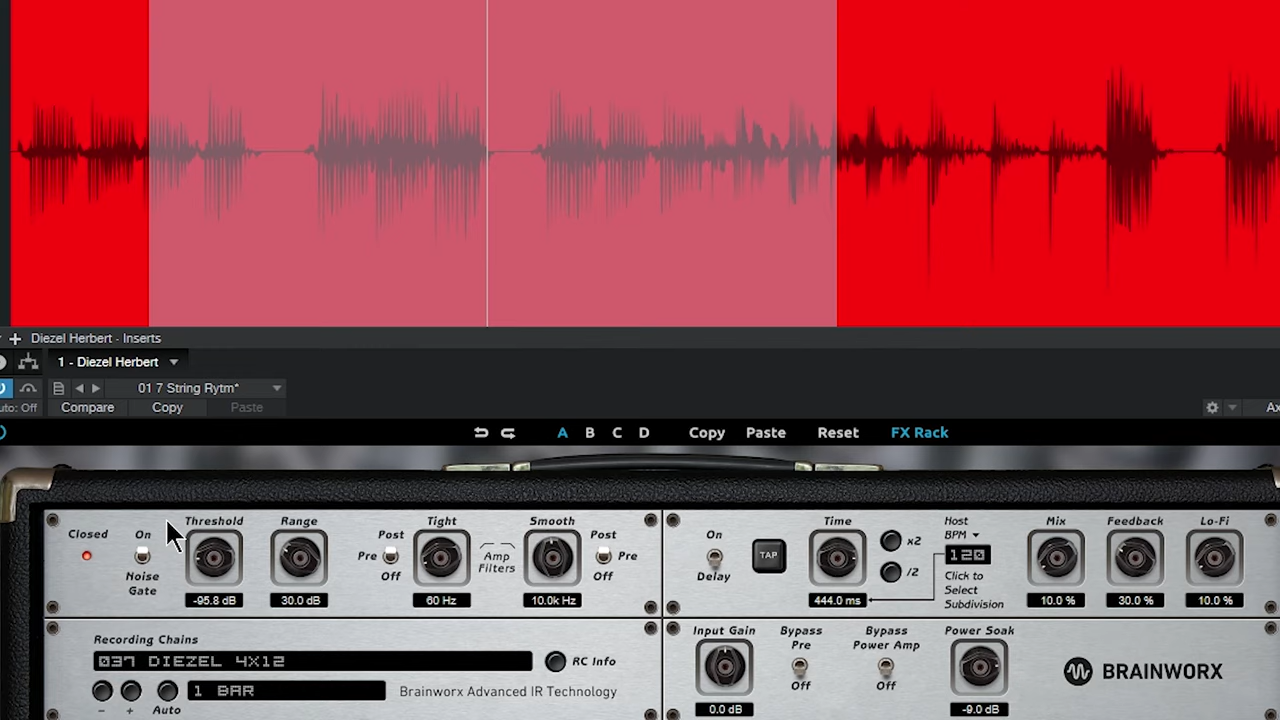 Diezel Herbert - Inserts
1 - Diezel Herbert
01 7 String Rytm*
Auto: Off
Compare
Copy
Paste
A B C D
Copy
Paste
Reset
FX Rack
Closed
On
Noise
Gate
Threshold
-95.8 dB
Range
30.0 dB
Post
Pre
Off
Tight
60 Hz
Amp
Filters
Smooth
10.0k Hz
Post
Pre
Off
On
Delay
TAP
Time
444.0 ms
x2
/2
Host
BPM
120
Click to
Select
Subdivision
Mix
10.0 %
Feedback
30.0 %
Lo-Fi
10.0 %
Recording Chains
037 DIEZEL 4X12
RC Info
- + Auto
1 BAR
Brainworx Advanced IR Technology
Input Gain
0.0 dB
Bypass
Pre
Off
Bypass
Power Amp
Off
Power Soak
-9.0 dB
BRAINWORX